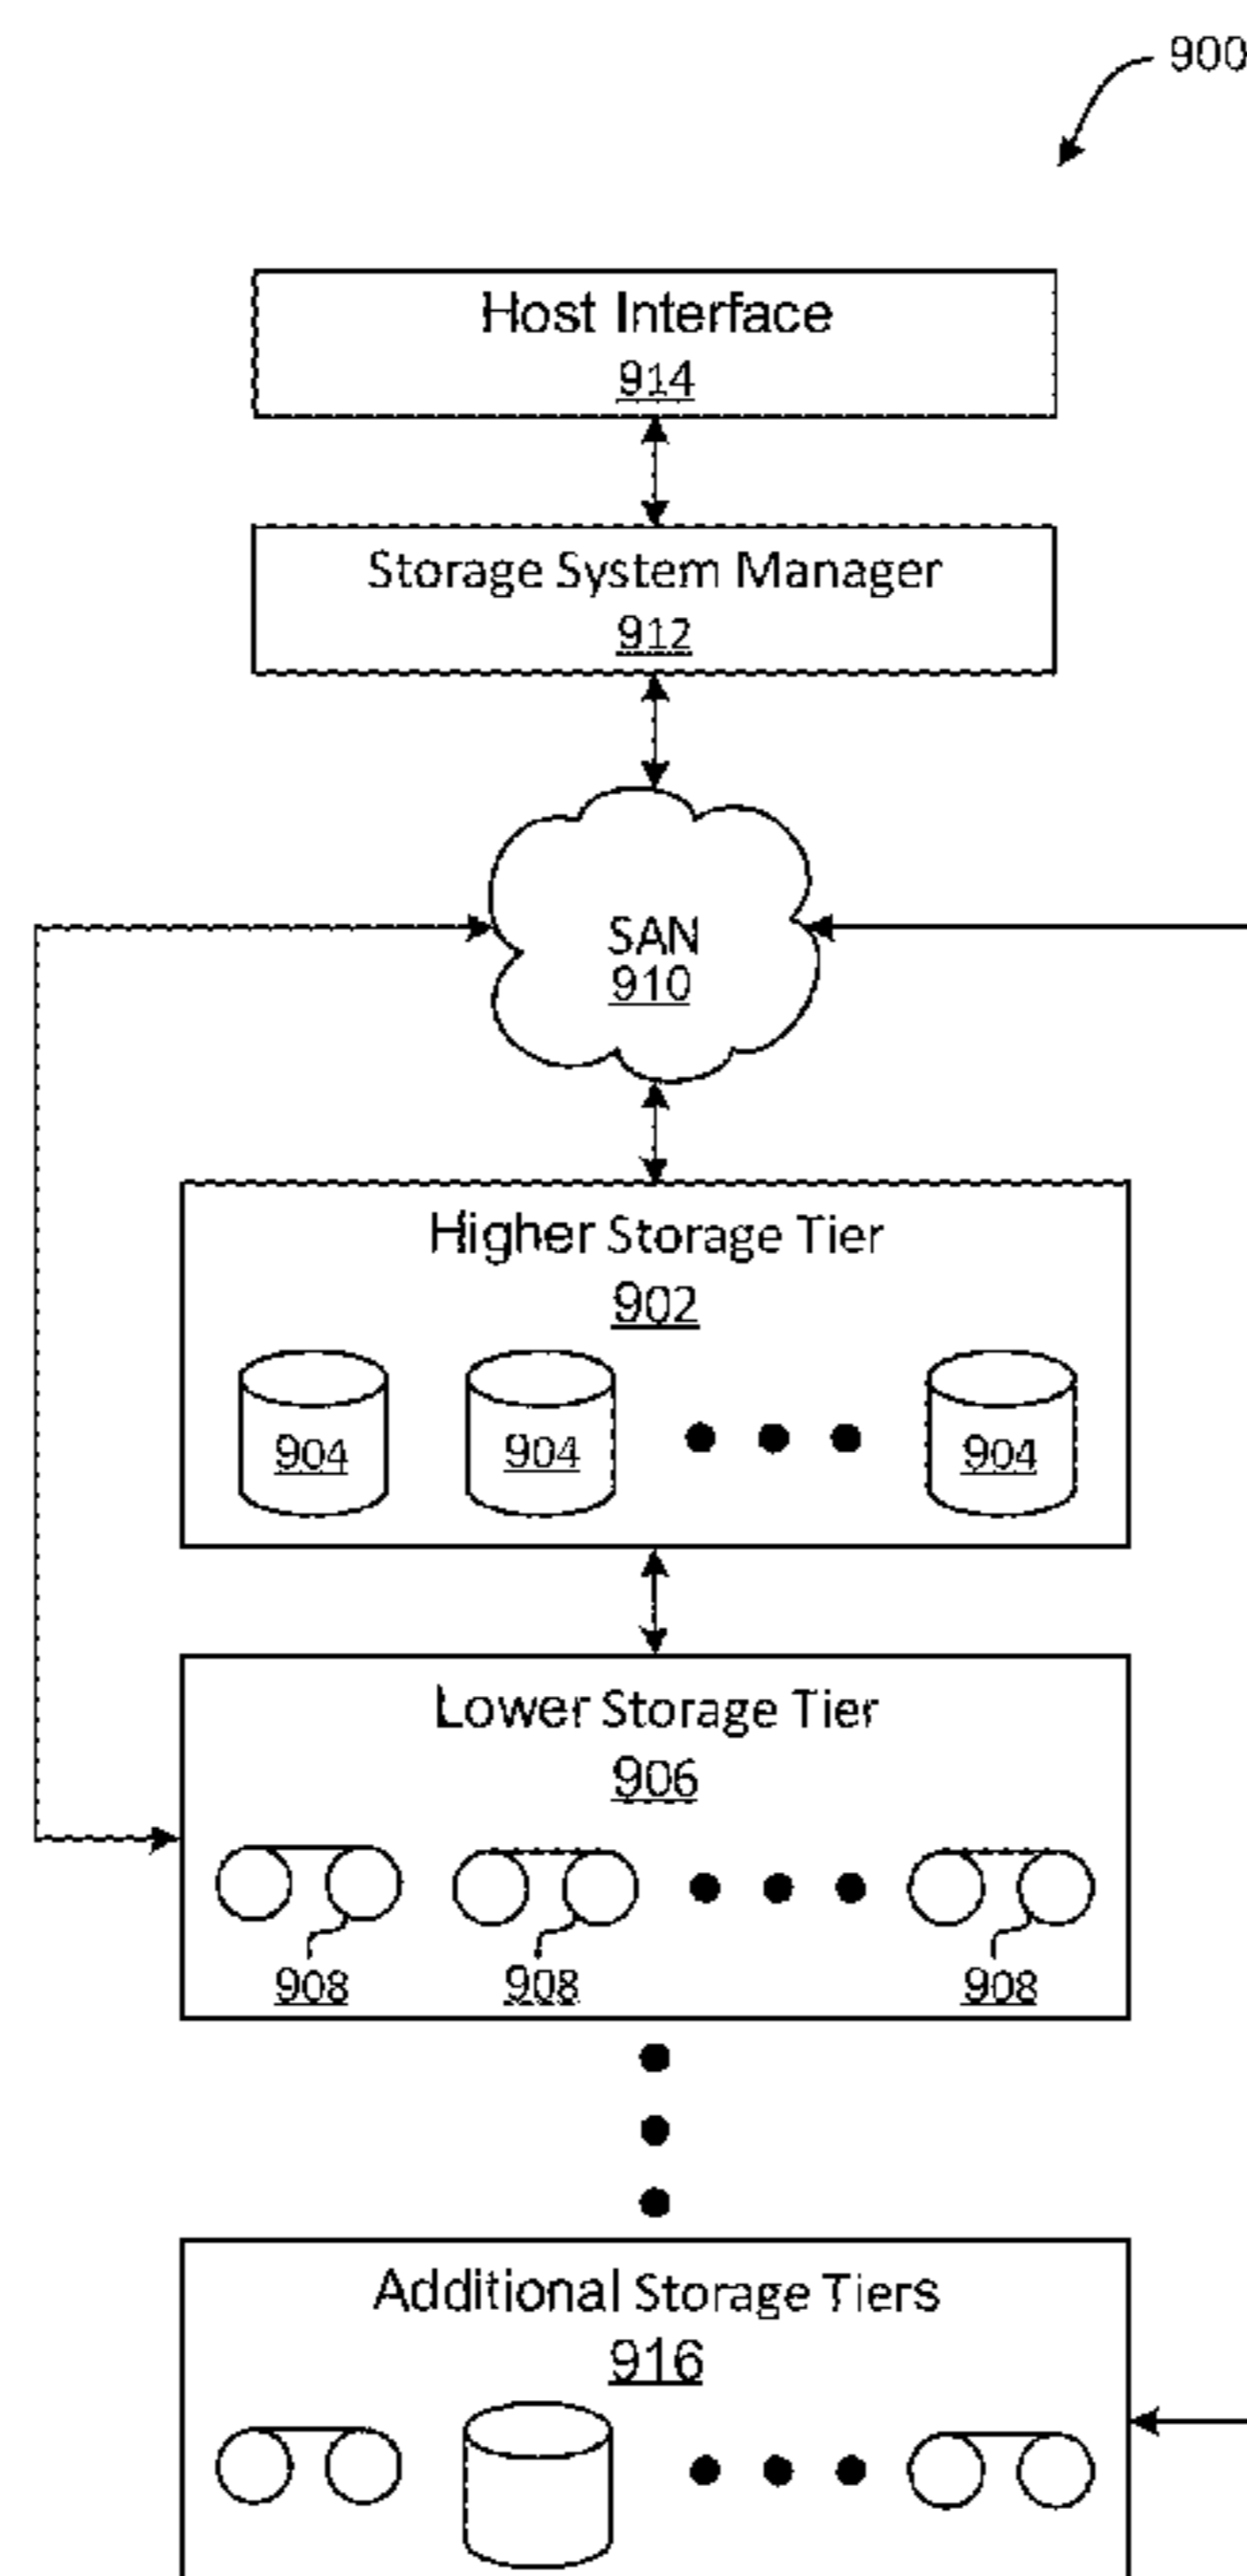 900
Host Interface
914
Storage System Manager
912
SAN
910
Higher Storage Tier
902
904 904 904
Lower Storage Tier
906
908 908 908
Additional Storage Tiers
916